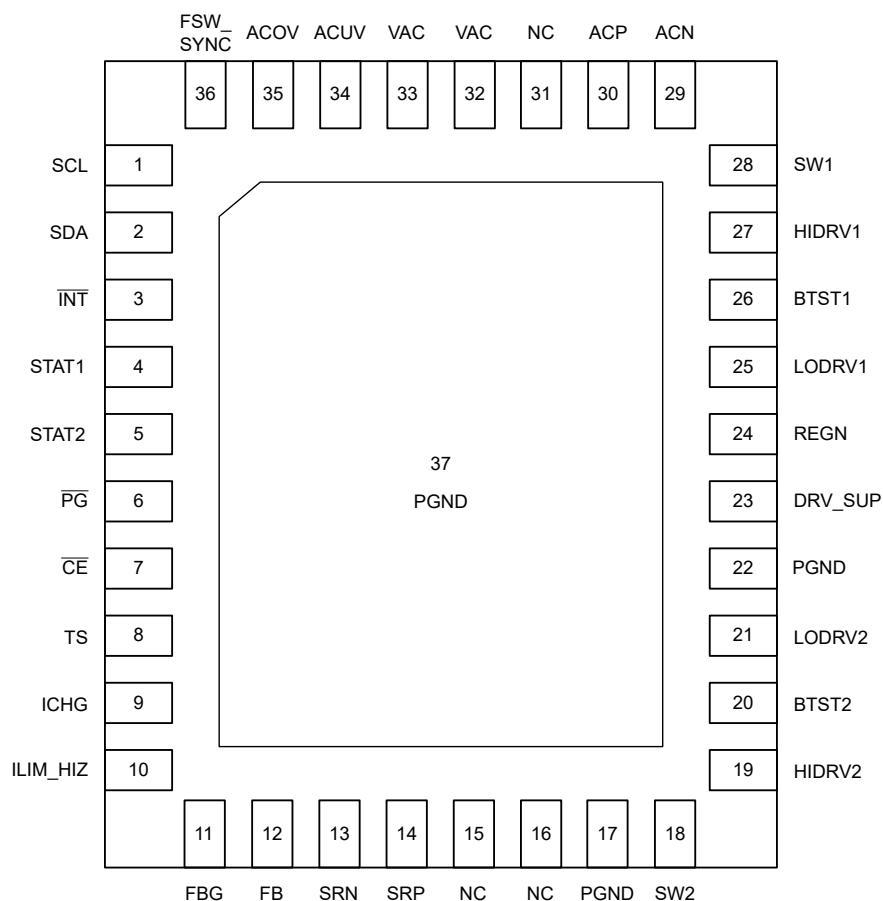 FSW_
SYNC
ACOV
ACUV
VAC
VAC
NC
ACP
ACN
36
35
34
33
32
31
30
29
SCL
1
28
SW1
SDA
2
27
HIDRV1
I̅N̅T̅
3
26
BTST1
STAT1
4
25
LODRV1
STAT2
5
24
REGN
37
PGND
P̅G̅
6
23
DRV_SUP
C̅E̅
7
22
PGND
TS
8
21
LODRV2
ICHG
9
20
BTST2
ILIM_HIZ
10
19
HIDRV2
11
12
13
14
15
16
17
18
FBG
FB
SRN
SRP
NC
NC
PGND
SW2